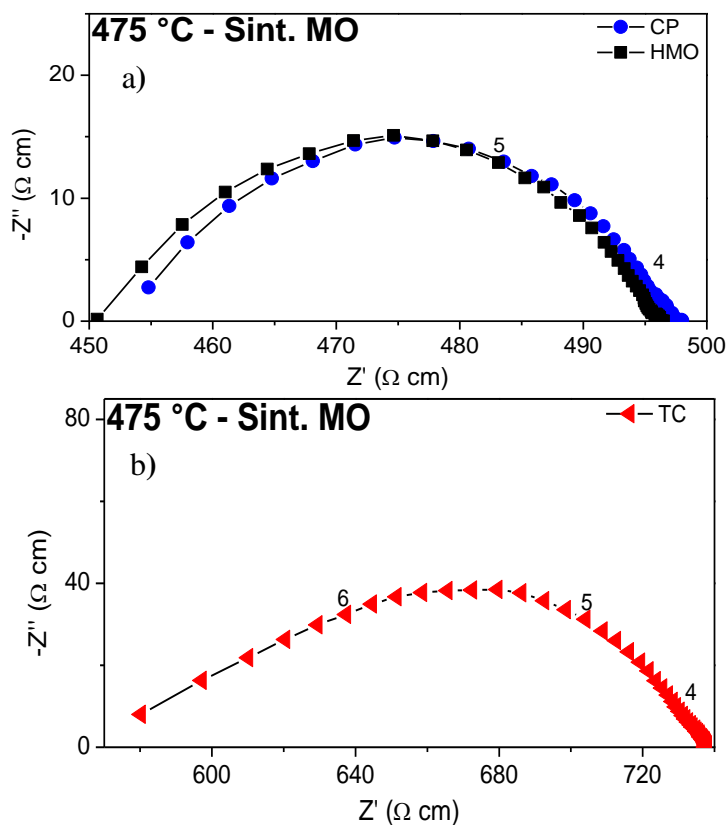 475 °C - Sint. MO
CP
HMO
a)
20
10
0
-Z'' (Ω cm)
5
4
450 460 470 480 490 500
Z' (Ω cm)
475 °C - Sint. MO
TC
b)
80
40
0
-Z'' (Ω cm)
6
5
4
600 640 680 720
Z' (Ω cm)